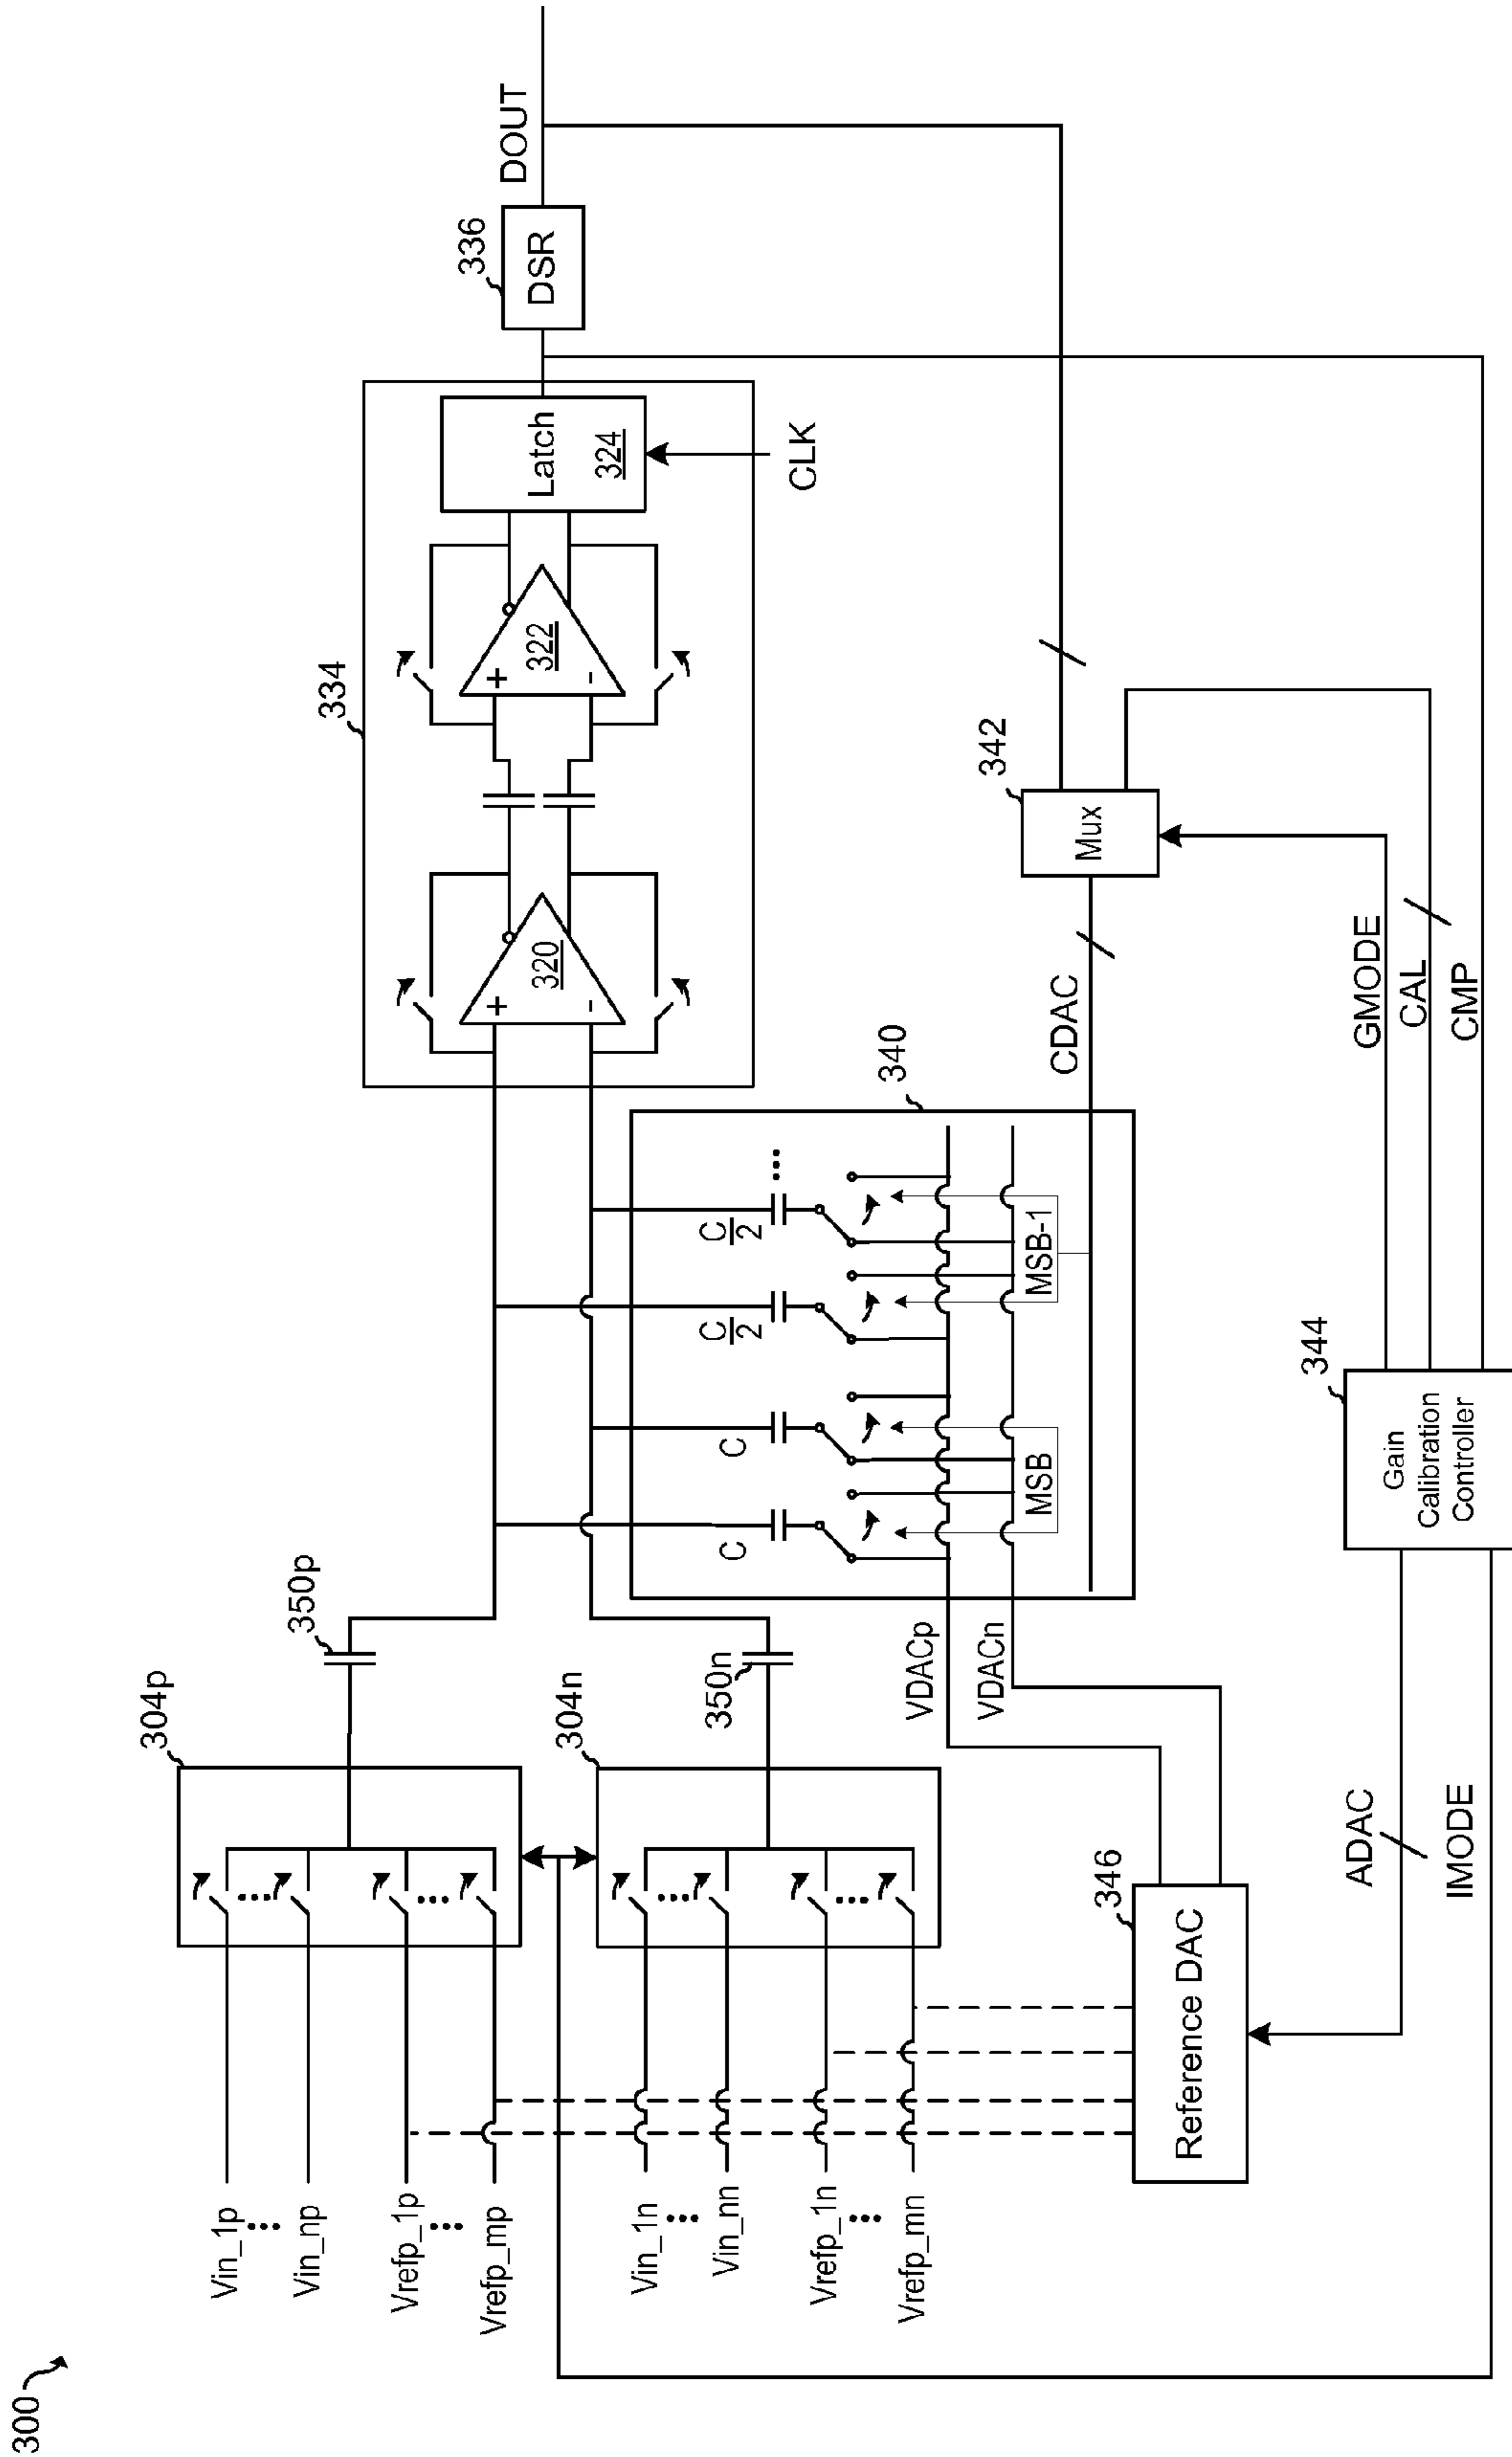 300
Vin_1p
Vin_np
Vrefp_1p
Vrefp_mp
Vin_1n
Vin_nn
Vrefp_1n
Vrefp_mn
304p
304n
350p
350n
VDACp
VDACn
346
Reference DAC
ADAC
IMODE
C
C
C
2
C
2
MSB
MSB-1
340
CDAC
344
Gain
Calibration
Controller
GMODE
CAL
CMP
342
Mux
334
+
-
320
+
-
322
Latch
324
CLK
336
DSR
DOUT